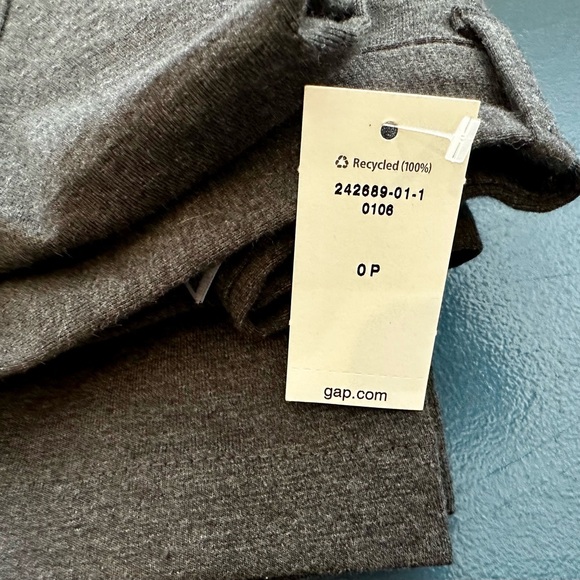 ♻ Recycled (100%)
242689-01-1
0106
0 P
gap.com